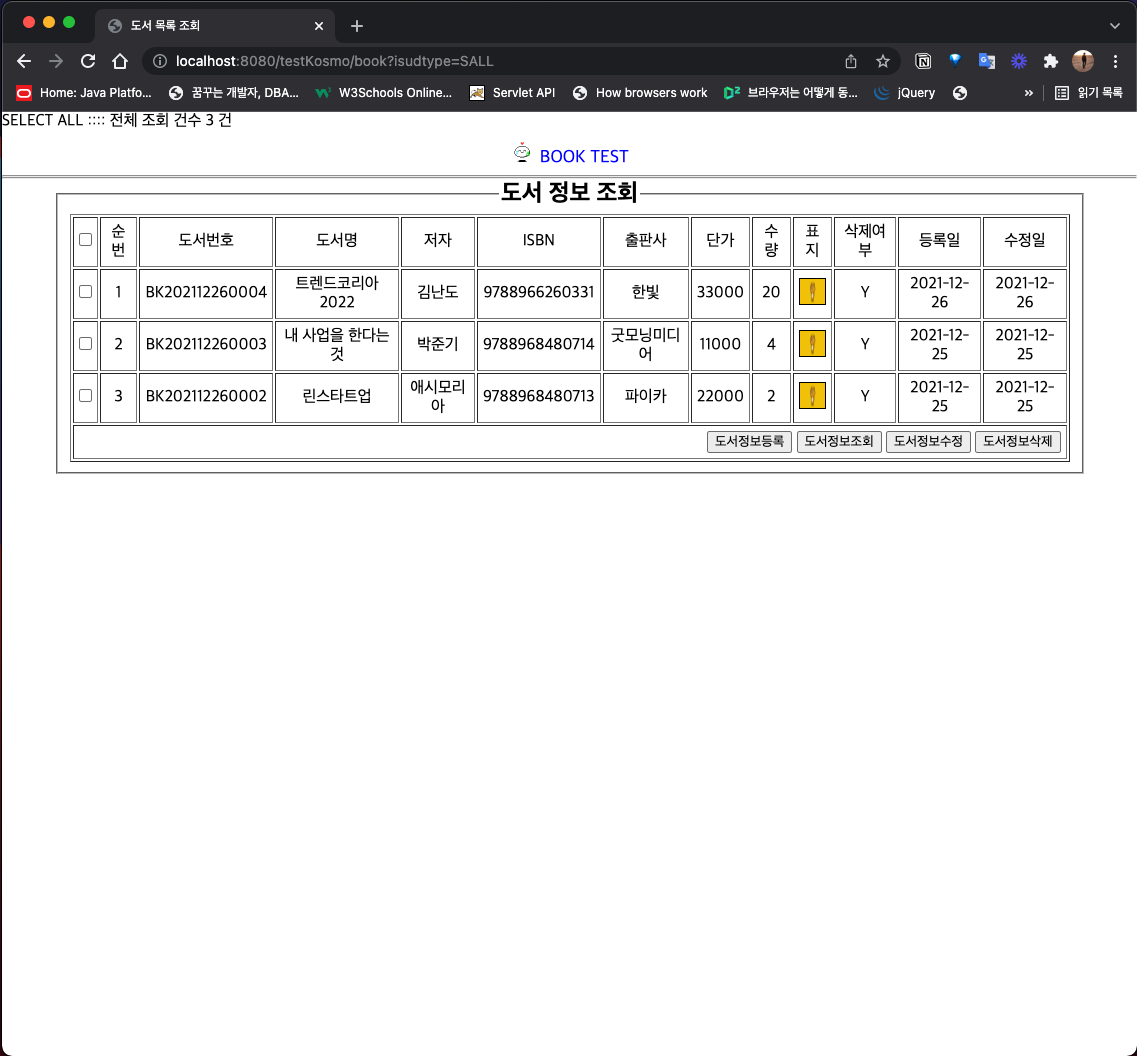 도서 목록 조회
localhost:8080/testKosmo/book?isudtype=SALL
Home: Java Platfo... 꿈꾸는 개발자, DBA... W3Schools Online... Servlet API How browsers work 브라우저는 어떻게 동... jQuery » 읽기 목록
SELECT ALL :::: 전체 조회 건수 3 건
BOOK TEST
도서 정보 조회
순번 도서번호 도서명 저자 ISBN 출판사 단가 수량 표지 삭제여부 등록일 수정일
1 BK202112260004 트렌드코리아 2022 김난도 9788966260331 한빛 33000 20 Y 2021-12-26 2021-12-26
2 BK202112260003 내 사업을 한다는 것 박준기 9788968480714 굿모닝미디어 11000 4 Y 2021-12-25 2021-12-25
3 BK202112260002 린스타트업 애시모리아 9788968480713 파이카 22000 2 Y 2021-12-25 2021-12-25
도서정보등록 도서정보조회 도서정보수정 도서정보삭제